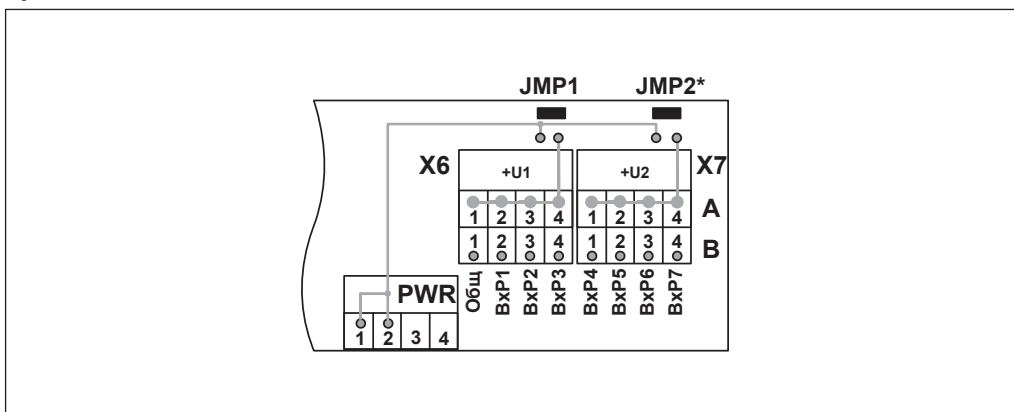 JMP1 JMP2*
X6 +U1 +U2 X7
1 2 3 4 1 2 3 4 A
1 2 3 4 1 2 3 4 B
Общ ВхР1 ВхР2 ВхР3 ВхР4 ВхР5 ВхР6 ВхР7
PWR
1 2 3 4